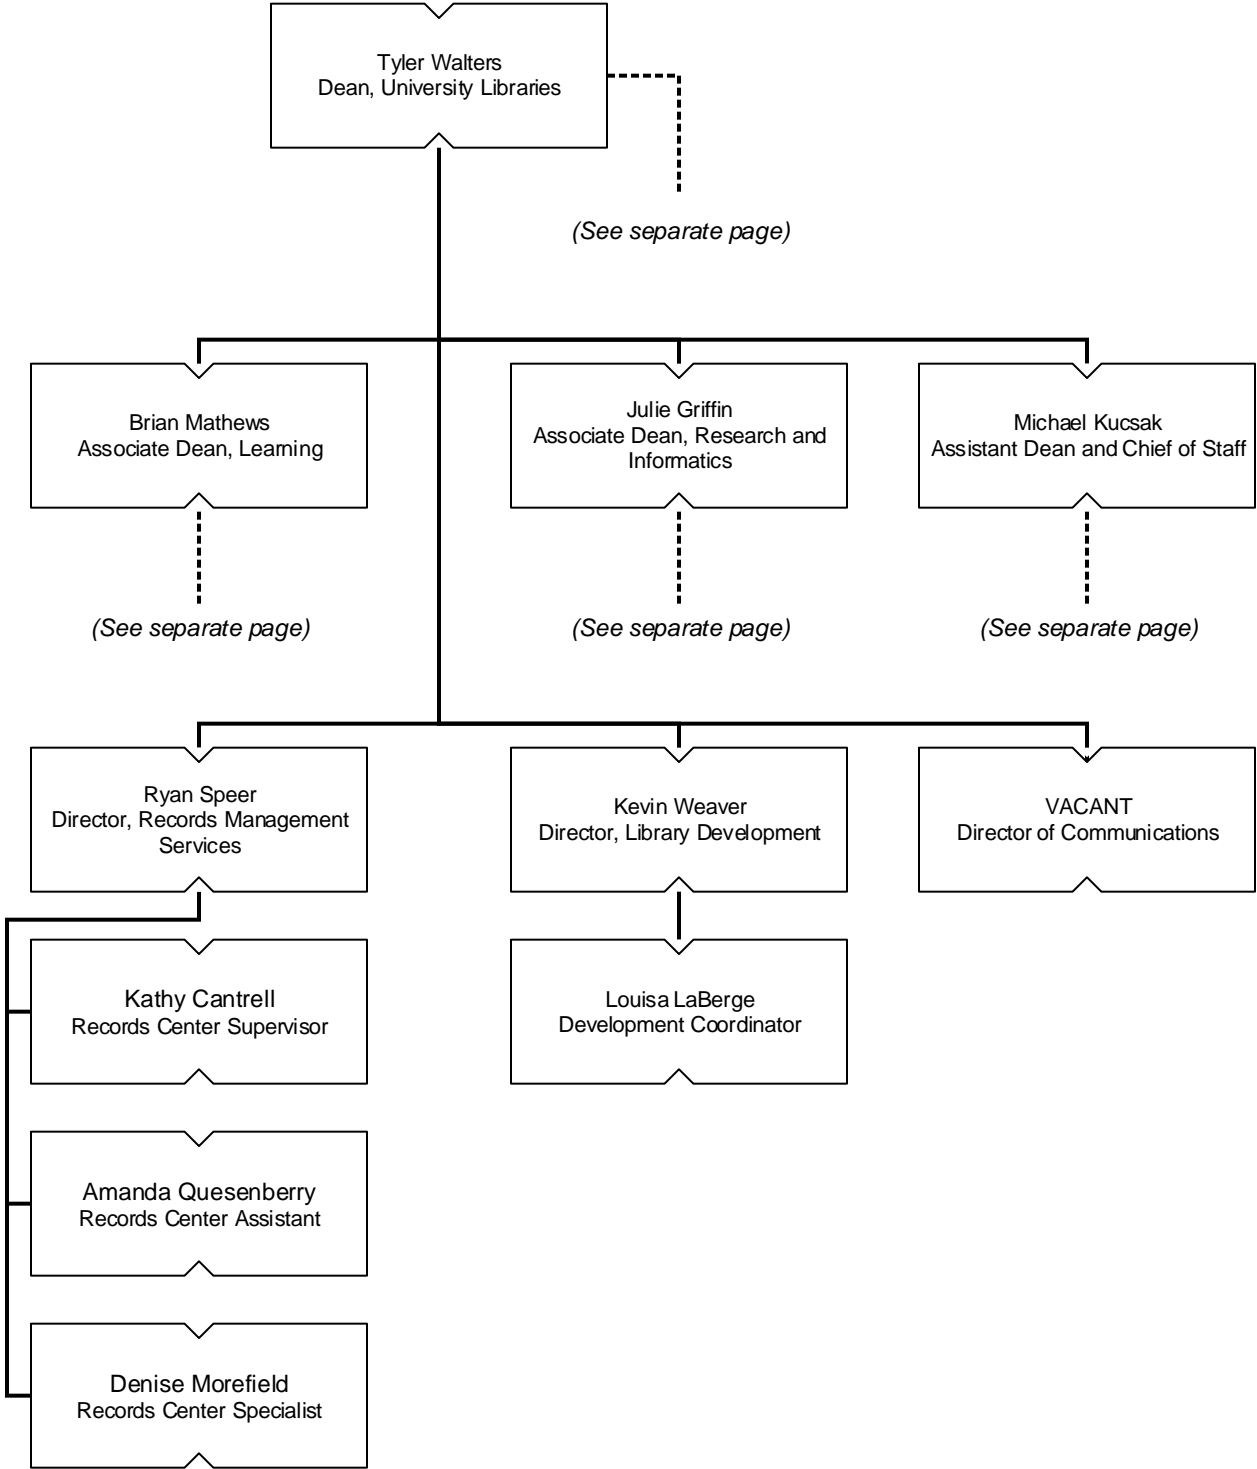 Tyler Walters
Dean, University Libraries
(See separate page)
Brian Mathews
Associate Dean, Learning
Julie Griffin
Associate Dean, Research and
Informatics
Michael Kucsak
Assistant Dean and Chief of Staff
(See separate page)
(See separate page)
(See separate page)
Ryan Speer
Director, Records Management
Services
Kevin Weaver
Director, Library Development
VACANT
Director of Communications
Kathy Cantrell
Records Center Supervisor
Louisa LaBerge
Development Coordinator
Amanda Quesenberry
Records Center Assistant
Denise Morefield
Records Center Specialist